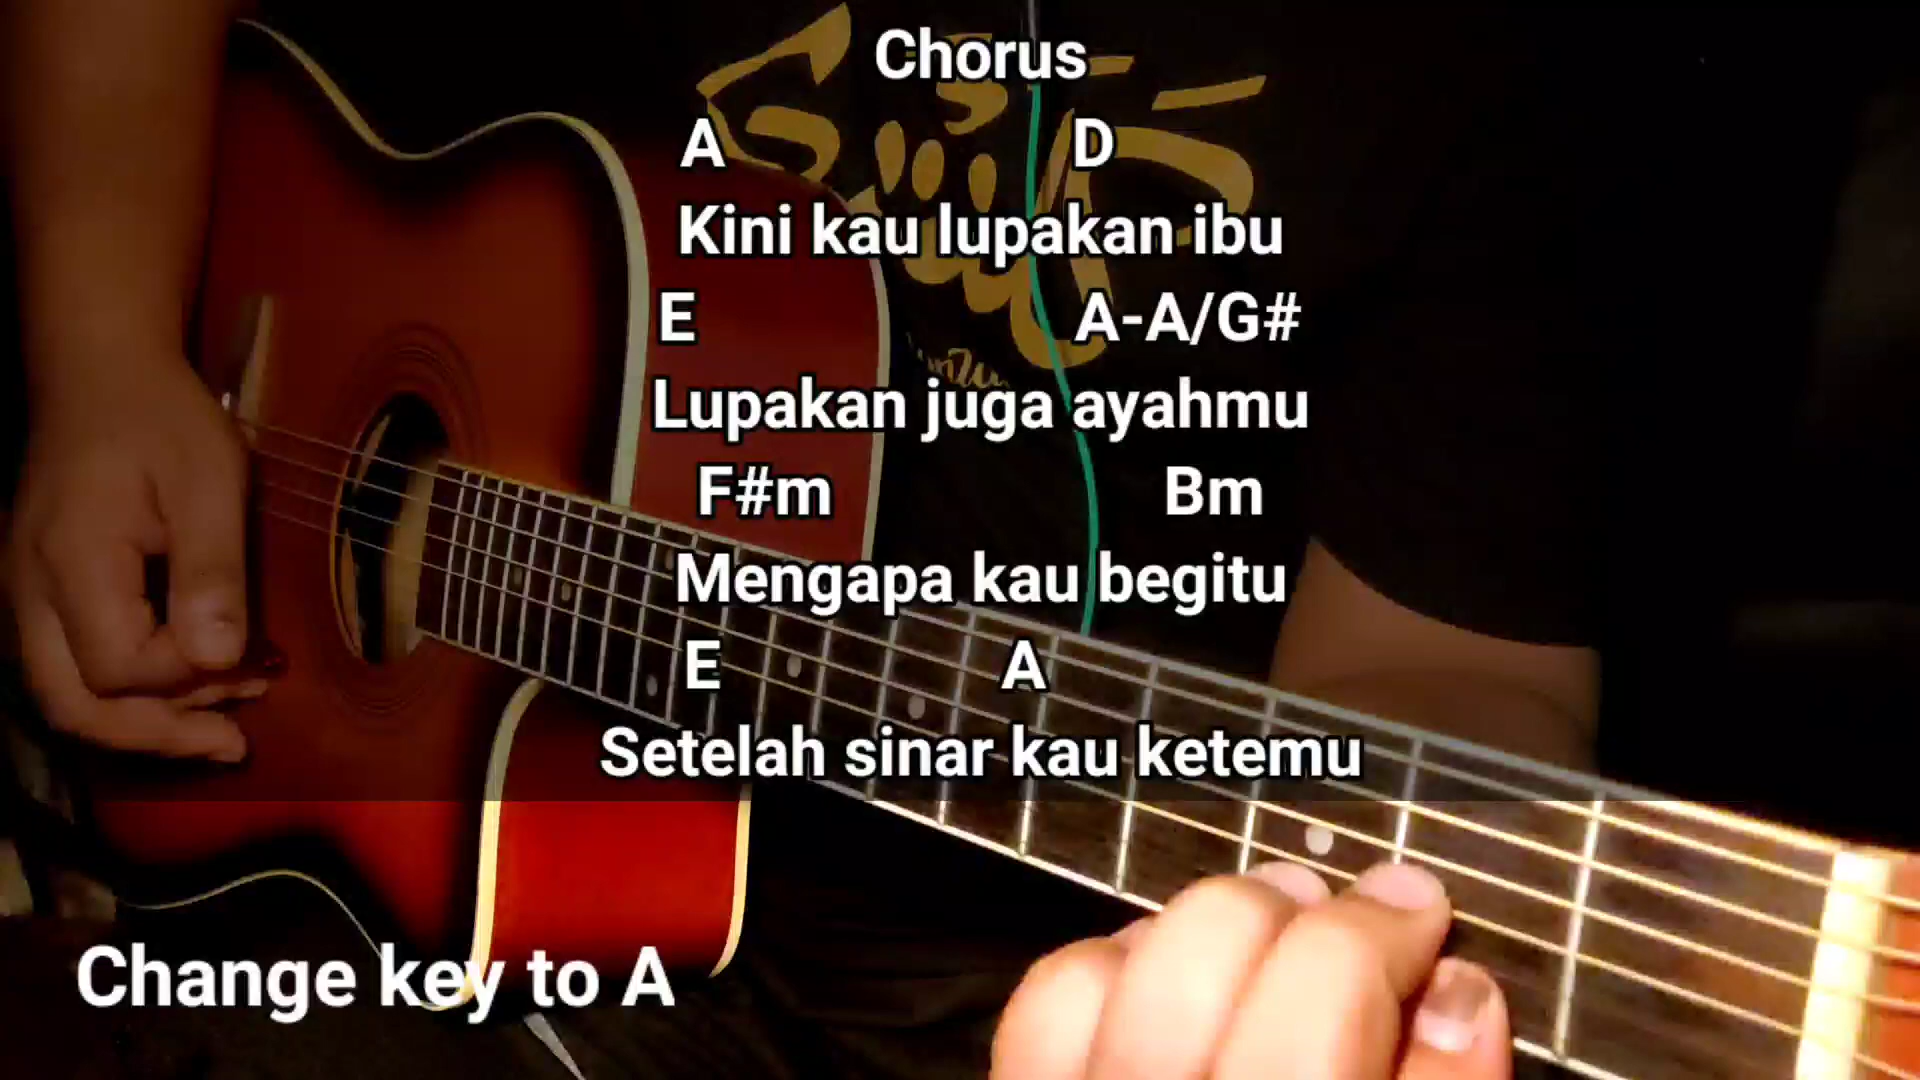 Chorus
A D
Kini kau lupakan ibu
E A-A/G#
Lupakan juga ayahmu
F#m Bm
Mengapa kau begitu
E A
Setelah sinar kau ketemu
Change key to A